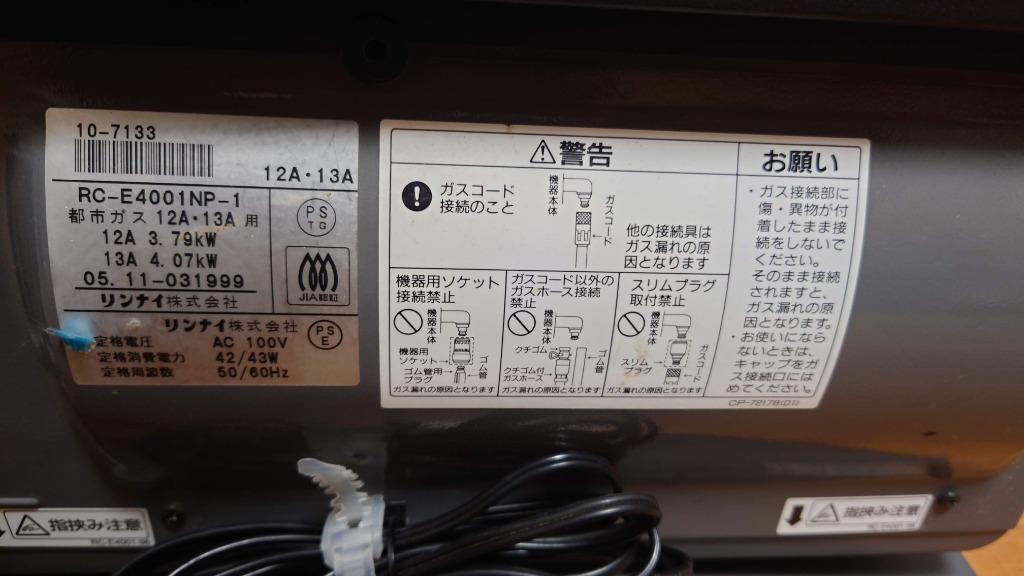 10-7133
12A・13A
RC-E4001NP-1
都市ガス 12A・13A 用
12A 3.79kW
13A 4.07kW
05.11-031999
リンナイ株式会社
PS
TG
JIA認証
リンナイ株式会社
PS
E
定格電圧 AC 100V
定格消費電力 42/43W
定格周波数 50/60Hz
警告
ガスコード
接続のこと
機器本体
ガスコード
他の接続具は
ガス漏れの原
因となります
機器用ソケット
接続禁止
機器本体
機器用
ソケット
ゴム管用
プラグ
ゴム管
ガス漏れの原因となります
ガスコード以外の
ガスホース接続
禁止
機器本体
クチゴム
クチゴム付
ガスホース
ゴム管
ガス漏れの原因となります
スリムプラグ
取付禁止
機器本体
スリム
プラグ
ガスコード
ガス漏れの原因となります
お願い
・ガス接続部に
傷・異物が付
着したまま接
続をしないで
ください。
そのまま接続
されますと、
ガス漏れの原
因となります。
・お使いになら
ないときは、
キャップをガ
ス接続口には
めてください。
CP-72178(01)
指挟み注意
指挟み注意